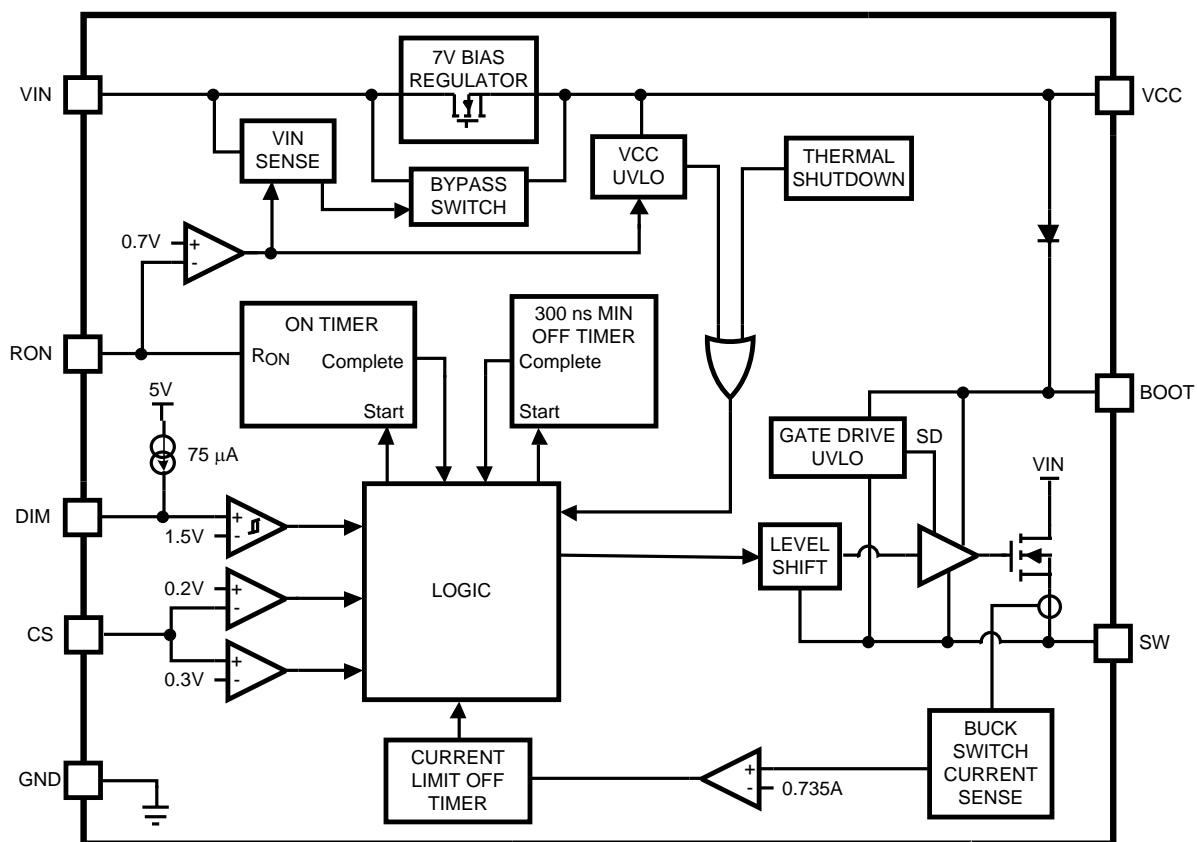 7V BIAS
REGULATOR
VIN
VCC
VIN
SENSE
BYPASS
SWITCH
VCC
UVLO
THERMAL
SHUTDOWN
0.7V
+
-
ON TIMER
RON
Complete
Start
300 ns MIN
OFF TIMER
Complete
Start
RON
BOOT
5V
75 μA
GATE DRIVE
UVLO
SD
VIN
DIM
+
-
1.5V
LEVEL
SHIFT
LOGIC
0.2V
+
-
CS
SW
+
-
0.3V
GND
CURRENT
LIMIT OFF
TIMER
+
-
0.735A
BUCK
SWITCH
CURRENT
SENSE